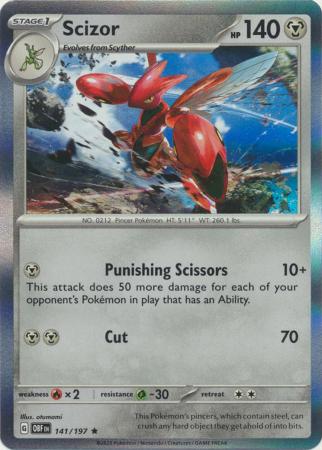 STAGE 1 Scizor HP 140
Evolves from Scyther
NO. 0212 Pincer Pokémon HT: 5'11" WT: 260.1 lbs.
Punishing Scissors 10+
This attack does 50 more damage for each of your
opponent's Pokémon in play that has an Ability.
Cut 70
weakness ×2 resistance -30 retreat
Illus. otumami
G OBF EN 141/197 ★
This Pokémon's pincers, which contain steel, can
crush any hard object they get ahold of into bits.
©2023 Pokémon / Nintendo / Creatures / GAME FREAK